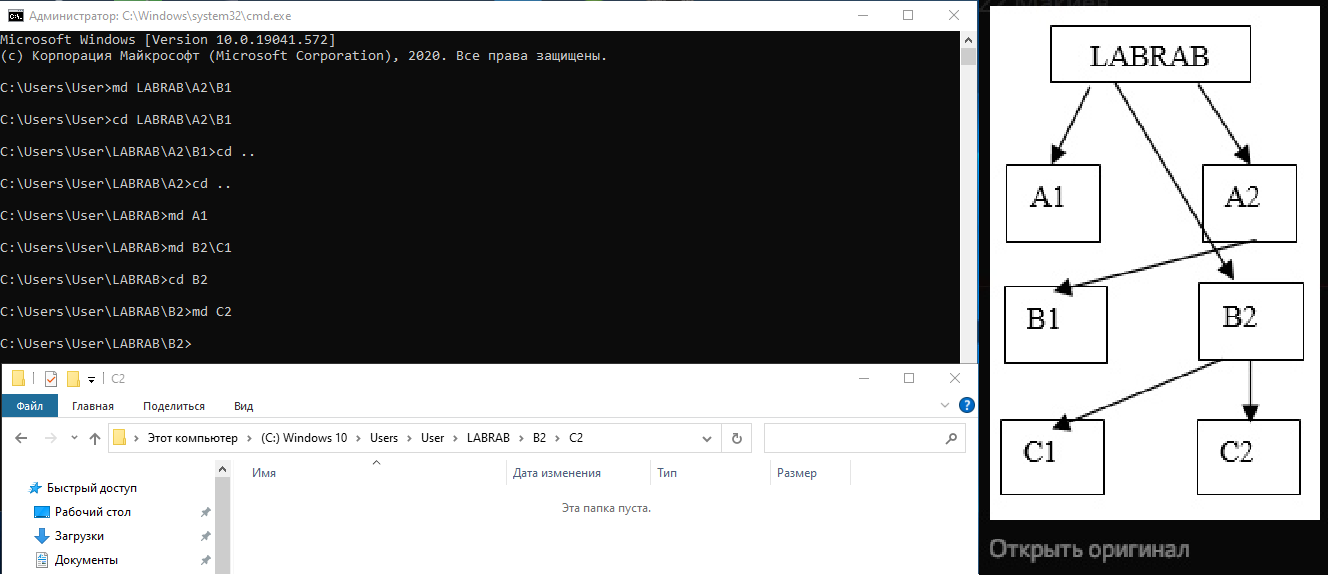 Администратор: C:\Windows\system32\cmd.exe
Microsoft Windows [Version 10.0.19041.572]
(c) Корпорация Майкрософт (Microsoft Corporation), 2020. Все права защищены.
C:\Users\User>md LABRAB\A2\B1
C:\Users\User>cd LABRAB\A2\B1
C:\Users\User\LABRAB\A2\B1>cd ..
C:\Users\User\LABRAB\A2>cd ..
C:\Users\User\LABRAB>md A1
C:\Users\User\LABRAB>md B2\C1
C:\Users\User\LABRAB>cd B2
C:\Users\User\LABRAB\B2>md C2
C:\Users\User\LABRAB\B2>
C2
Файл Главная Поделиться Вид
Этот компьютер > (C:) Windows 10 > Users > User > LABRAB > B2 > C2
Имя Дата изменения Тип Размер
Эта папка пуста.
Быстрый доступ
Рабочий стол
Загрузки
Документы
LABRAB
A1 A2
B1 B2
C1 C2
Открыть оригинал